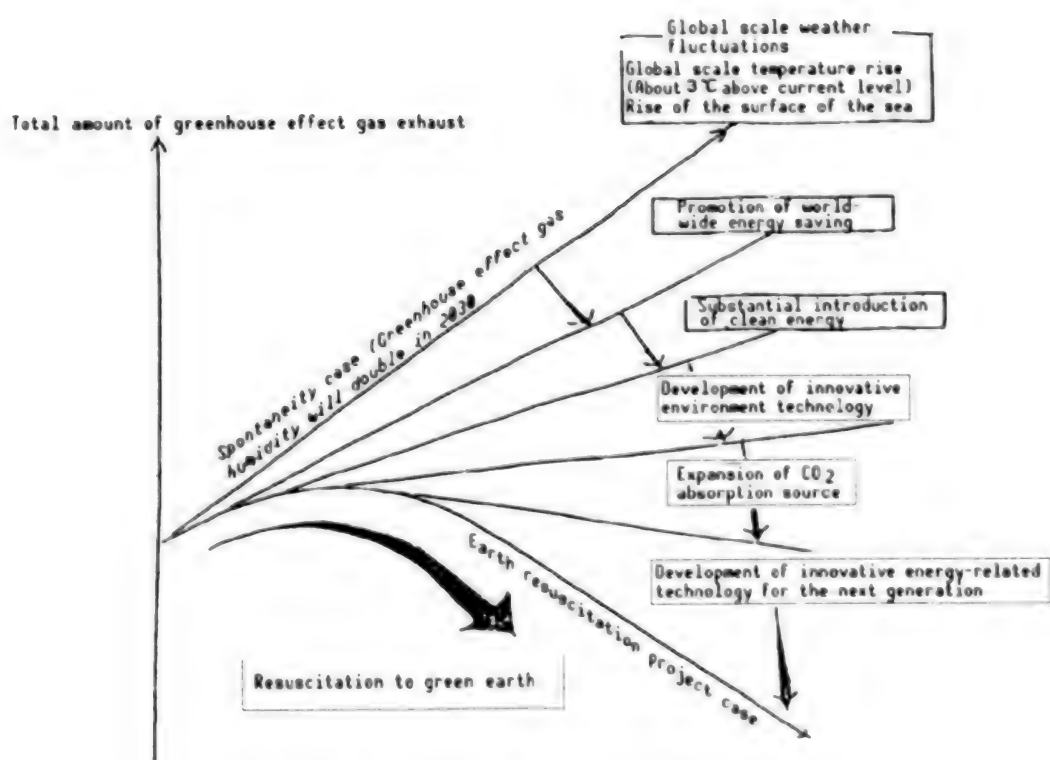 Global scale weather
fluctuations
Global scale temperature rise
(About 3℃ above current level)
Rise of the surface of the sea
Total amount of greenhouse effect gas exhaust
Promotion of world-
wide energy saving
Spontaneity case (Greenhouse effect gas
humidity will double in 2030
Substantial introduction
of clean energy
Development of innovative
environment technology
Expansion of CO2
absorption source
Development of innovative energy-related
technology for the next generation
Earth resuscitation project case
Resuscitation to green earth